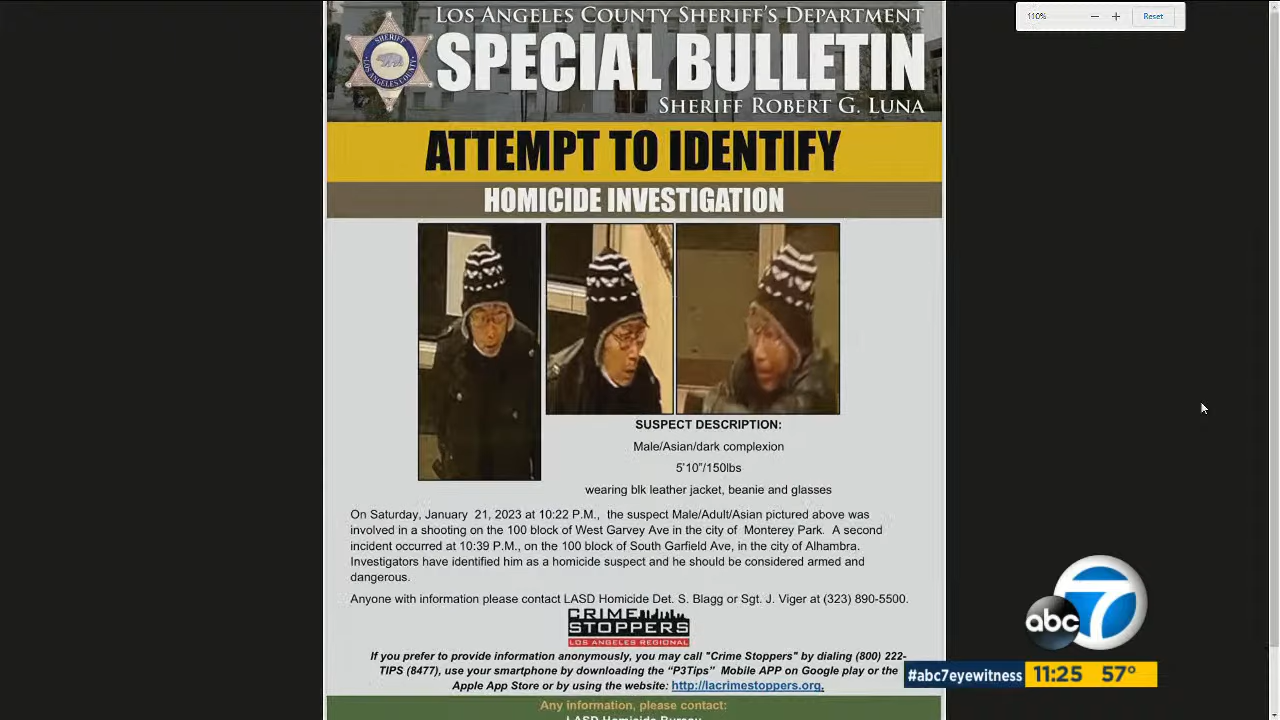 LOS ANGELES COUNTY SHERIFF'S DEPARTMENT
110%
Reset
SHERIFF
LOS ANGELES COUNTY
SPECIAL BULLETIN
SHERIFF ROBERT G. LUNA
ATTEMPT TO IDENTIFY
HOMICIDE INVESTIGATION
SUSPECT DESCRIPTION:
Male/Asian/dark complexion
5'10"/150lbs
wearing blk leather jacket, beanie and glasses
On Saturday, January 21, 2023 at 10:22 P.M., the suspect Male/Adult/Asian pictured above was
involved in a shooting on the 100 block of West Garvey Ave in the city of Monterey Park. A second
incident occurred at 10:39 P.M., on the 100 block of South Garfield Ave, in the city of Alhambra.
Investigators have identified him as a homicide suspect and he should be considered armed and
dangerous.
Anyone with information please contact LASD Homicide Det. S. Blagg or Sgt. J. Viger at (323) 890-5500.
CRIME
STOPPERS
LOS ANGELES REGIONAL
If you prefer to provide information anonymously, you may call "Crime Stoppers" by dialing (800) 222-
TIPS (8477), use your smartphone by downloading the "P3Tips" Mobile APP on Google play or the
Apple App Store or by using the website: http://lacrimestoppers.org.
Any information, please contact:
LASD Homicide Bureau
abc 7
#abc7eyewitness 11:25 57°